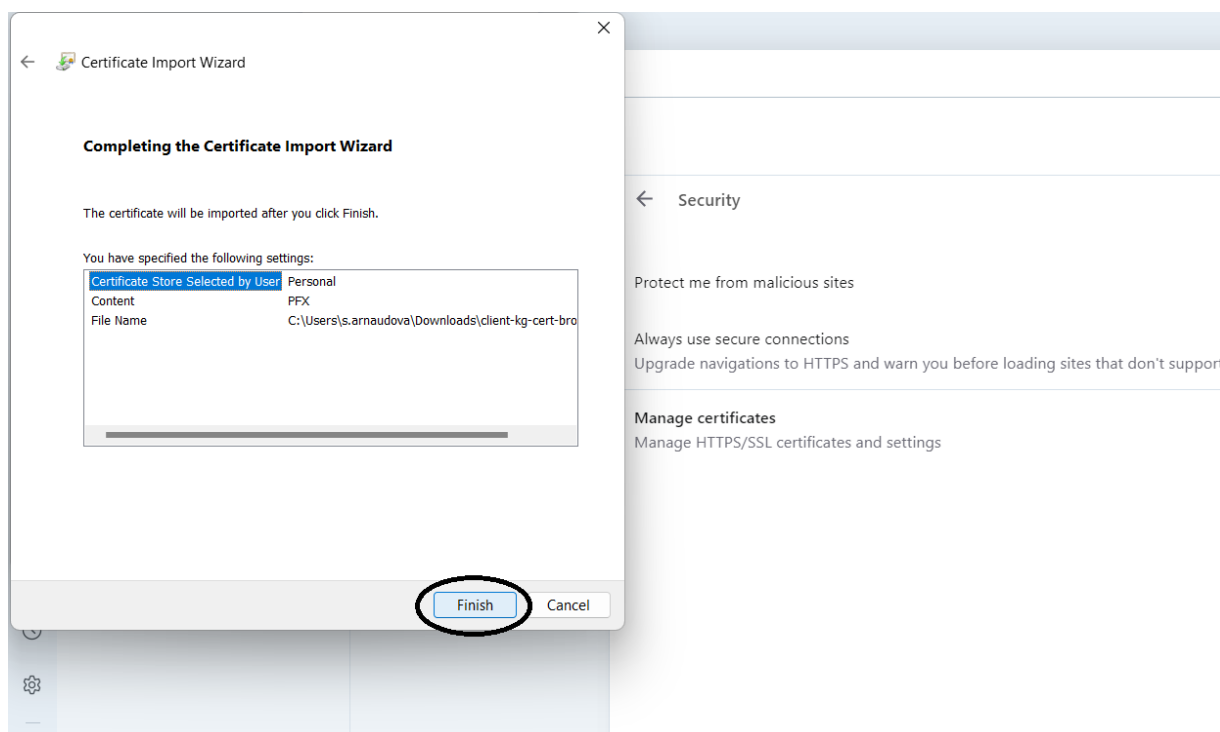 Certificate Import Wizard
Completing the Certificate Import Wizard
The certificate will be imported after you click Finish.
You have specified the following settings:
Certificate Store Selected by User Personal
Content PFX
File Name C:\Users\s.arnaudova\Downloads\client-kg-cert-bro
Finish Cancel
Security
Protect me from malicious sites
Always use secure connections
Upgrade navigations to HTTPS and warn you before loading sites that don't support
Manage certificates
Manage HTTPS/SSL certificates and settings